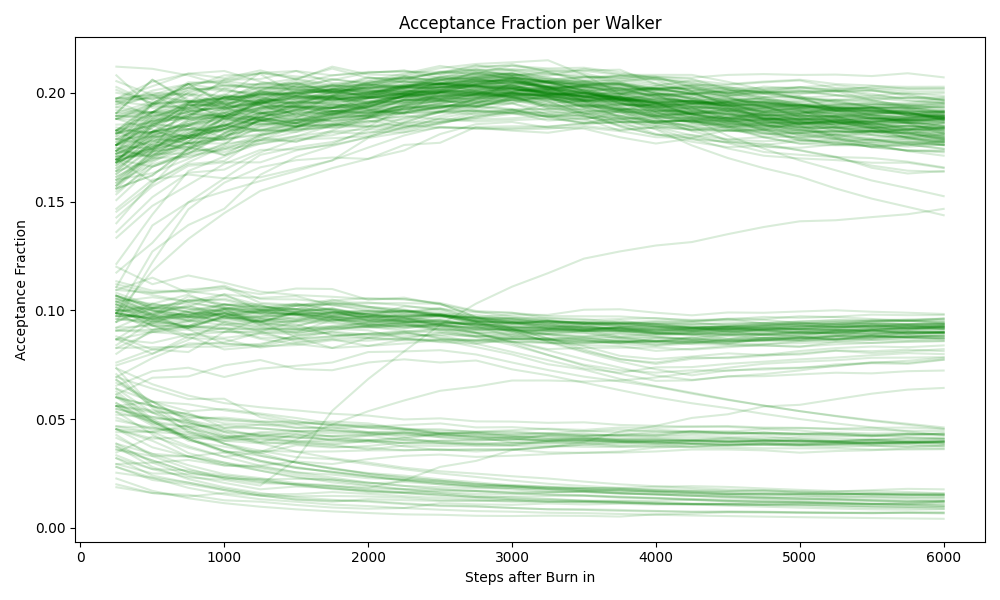 Acceptance Fraction per Walker
Acceptance Fraction
0.20
0.15
0.10
0.05
0.00
0 1000 2000 3000 4000 5000 6000
Steps after Burn in